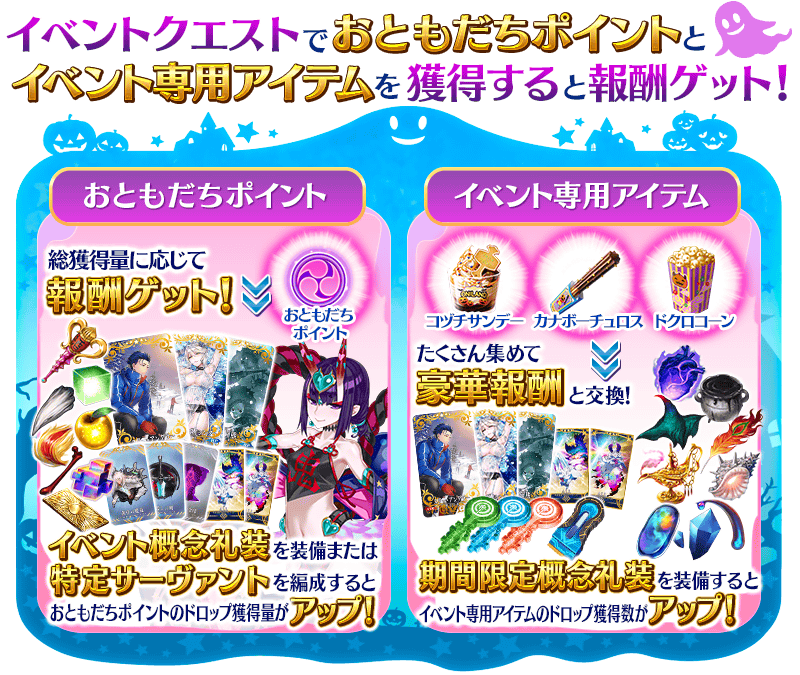 イベントクエストでおともだちポイントと
イベント専用アイテムを獲得すると報酬ゲット!
おともだちポイント
総獲得量に応じて
報酬ゲット!
おともだち
ポイント
イベント概念礼装を装備または
特定サーヴァントを編成すると
おともだちポイントのドロップ獲得量がアップ!
イベント専用アイテム
コヅチサンデー カナボーチュロス ドクロコーン
たくさん集めて
豪華報酬と交換!
期間限定概念礼装を装備すると
イベント専用アイテムのドロップ獲得数がアップ!